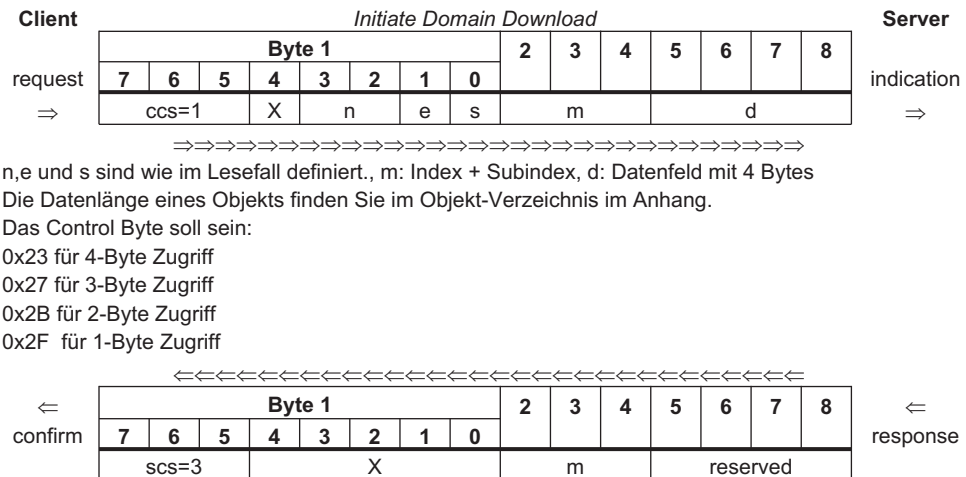 Client Initiate Domain Download Server
Byte 1 2 3 4 5 6 7 8
request 7 6 5 4 3 2 1 0 indication
⇒ ccs=1 X n e s m d ⇒
⇒⇒⇒⇒⇒⇒⇒⇒⇒⇒⇒⇒⇒⇒⇒⇒⇒⇒⇒⇒⇒⇒⇒⇒⇒⇒⇒⇒⇒⇒
n,e und s sind wie im Lesefall definiert., m: Index + Subindex, d: Datenfeld mit 4 Bytes
Die Datenlänge eines Objekts finden Sie im Objekt-Verzeichnis im Anhang.
Das Control Byte soll sein:
0x23 für 4-Byte Zugriff
0x27 für 3-Byte Zugriff
0x2B für 2-Byte Zugriff
0x2F für 1-Byte Zugriff
⇐⇐⇐⇐⇐⇐⇐⇐⇐⇐⇐⇐⇐⇐⇐⇐⇐⇐⇐⇐⇐⇐⇐⇐⇐⇐⇐⇐⇐⇐
⇐ Byte 1 2 3 4 5 6 7 8 ⇐
confirm 7 6 5 4 3 2 1 0 response
scs=3 X m reserved